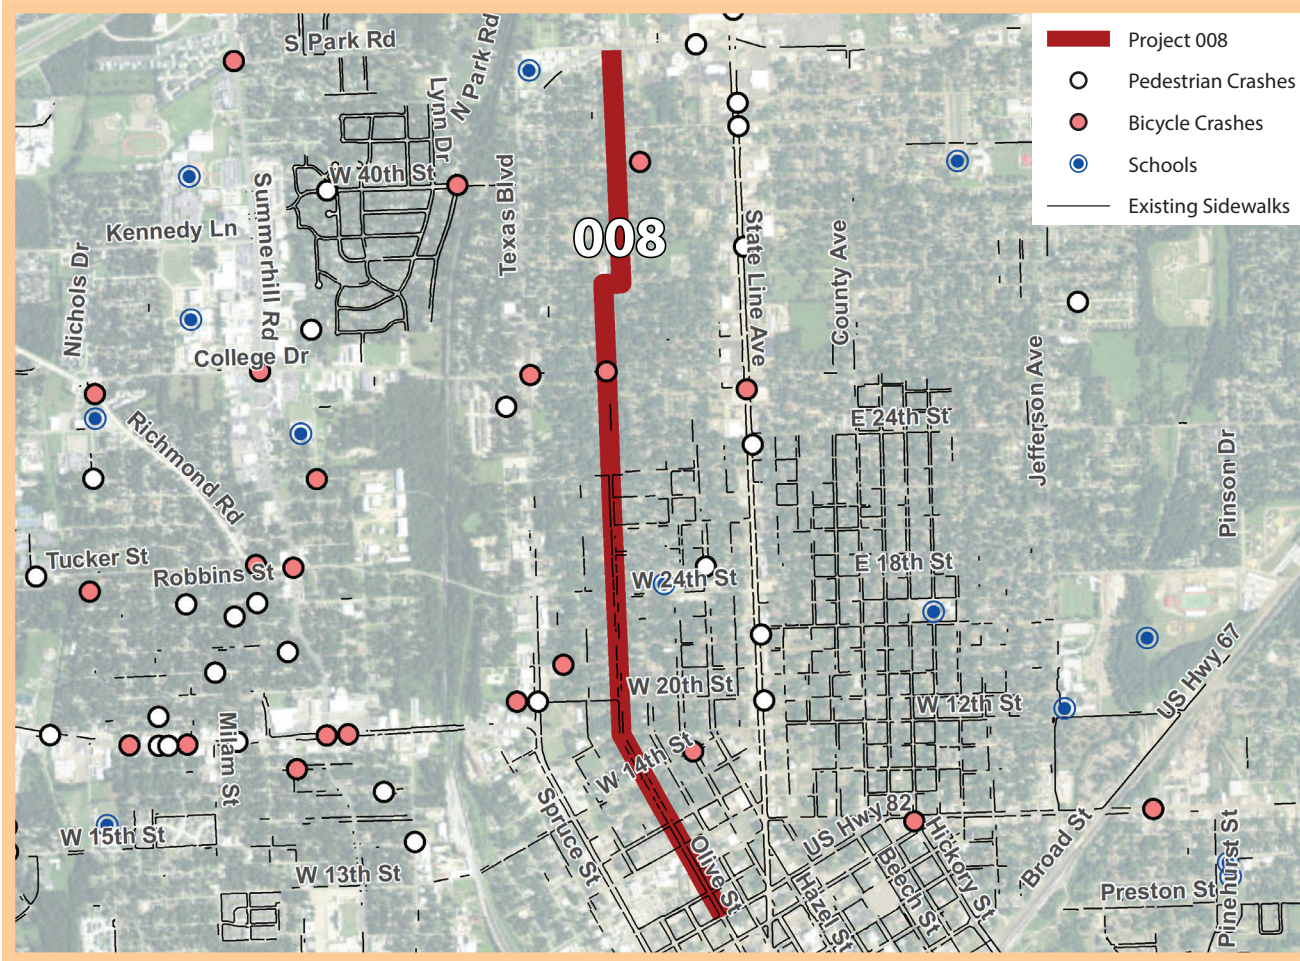 Project 008
Pedestrian Crashes
Bicycle Crashes
Schools
Existing Sidewalks
S Park Rd
N Park Rd
Lynn Dr
W 40th St
Texas Blvd
Summerhill Rd
Kennedy Ln
Nichols Dr
College Dr
008
State Line Ave
County Ave
Jefferson Ave
Pinson Dr
E 24th St
Richmond Rd
Tucker St
Robbins St
W 24th St
E 18th St
W 20th St
W 12th St
US Hwy 67
Milam St
W 14th St
Spruce St
Olive St
US Hwy 82
Hazel St
Beech St
Hickory St
Broad St
W 15th St
W 13th St
Preston St
Pinehurst St